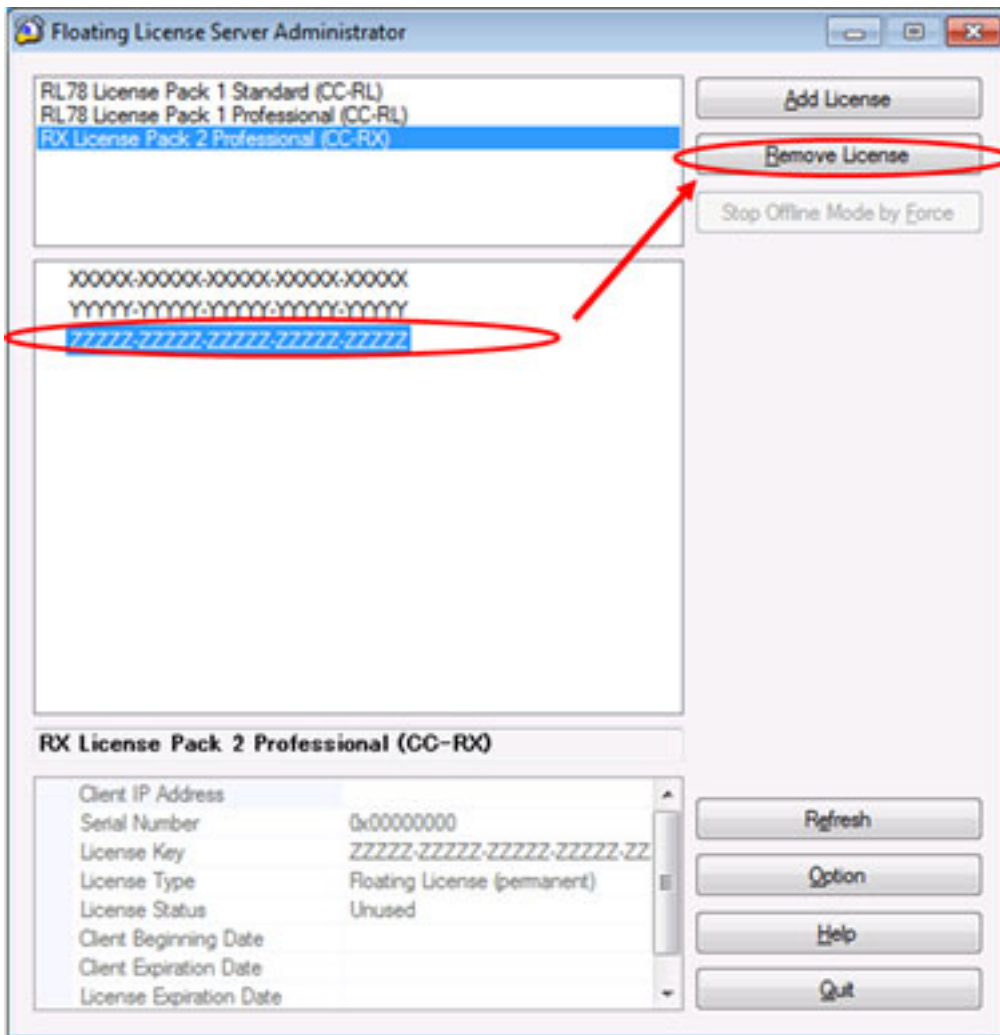 Floating License Server Administrator
RL78 License Pack 1 Standard (CC-RL)
RL78 License Pack 1 Professional (CC-RL)
RX License Pack 2 Professional (CC-RX)
Add License
Remove License
Stop Offline Mode by Force
XXXXX-XXXXX-XXXXX-XXXXX-XXXXX
YYYYY-YYYYY-YYYYY-YYYYY-YYYYY
ZZZZZ-ZZZZZ-ZZZZZ-ZZZZZ-ZZZZZ
RX License Pack 2 Professional (CC-RX)
Client IP Address
Serial Number 0x00000000
License Key ZZZZZ-ZZZZZ-ZZZZZ-ZZZZZ-ZZ
License Type Floating License (permanent)
License Status Unused
Client Beginning Date
Client Expiration Date
License Expiration Date
Refresh
Option
Help
Quit